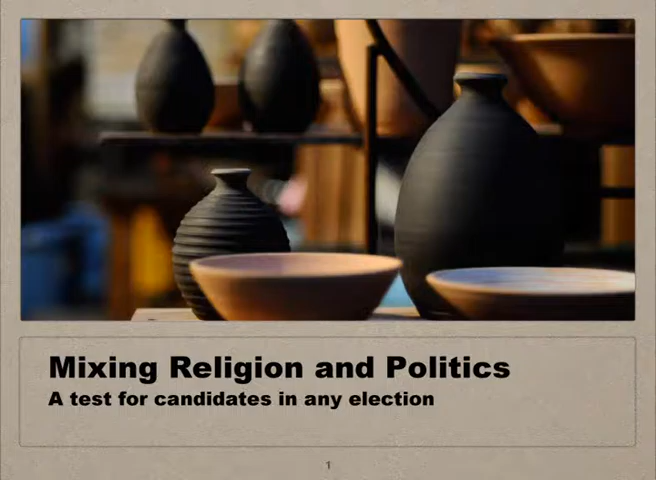 Mixing Religion and Politics
A test for candidates in any election
1